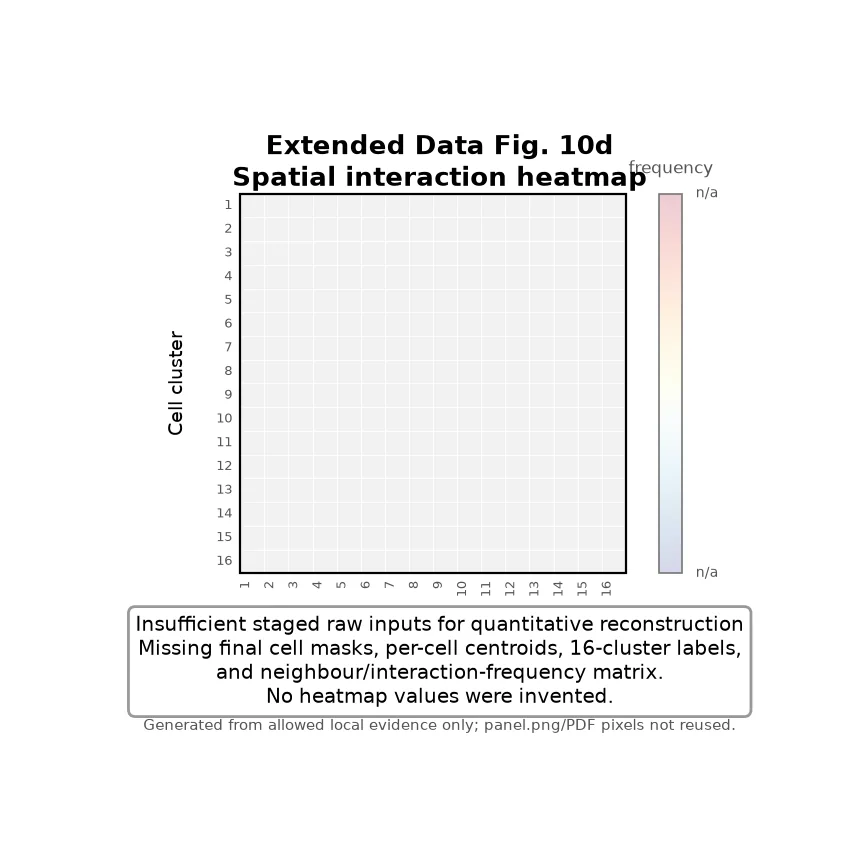 Extended Data Fig. 10d
Spatial interaction heatmap
frequency
n/a
1
2
3
4
5
6
7
8
9
10
11
12
13
14
15
16
Cell cluster
n/a
1 2 3 4 5 6 7 8 9 10 11 12 13 14 15 16
Insufficient staged raw inputs for quantitative reconstruction
Missing final cell masks, per-cell centroids, 16-cluster labels,
and neighbour/interaction-frequency matrix.
No heatmap values were invented.
Generated from allowed local evidence only; panel.png/PDF pixels not reused.